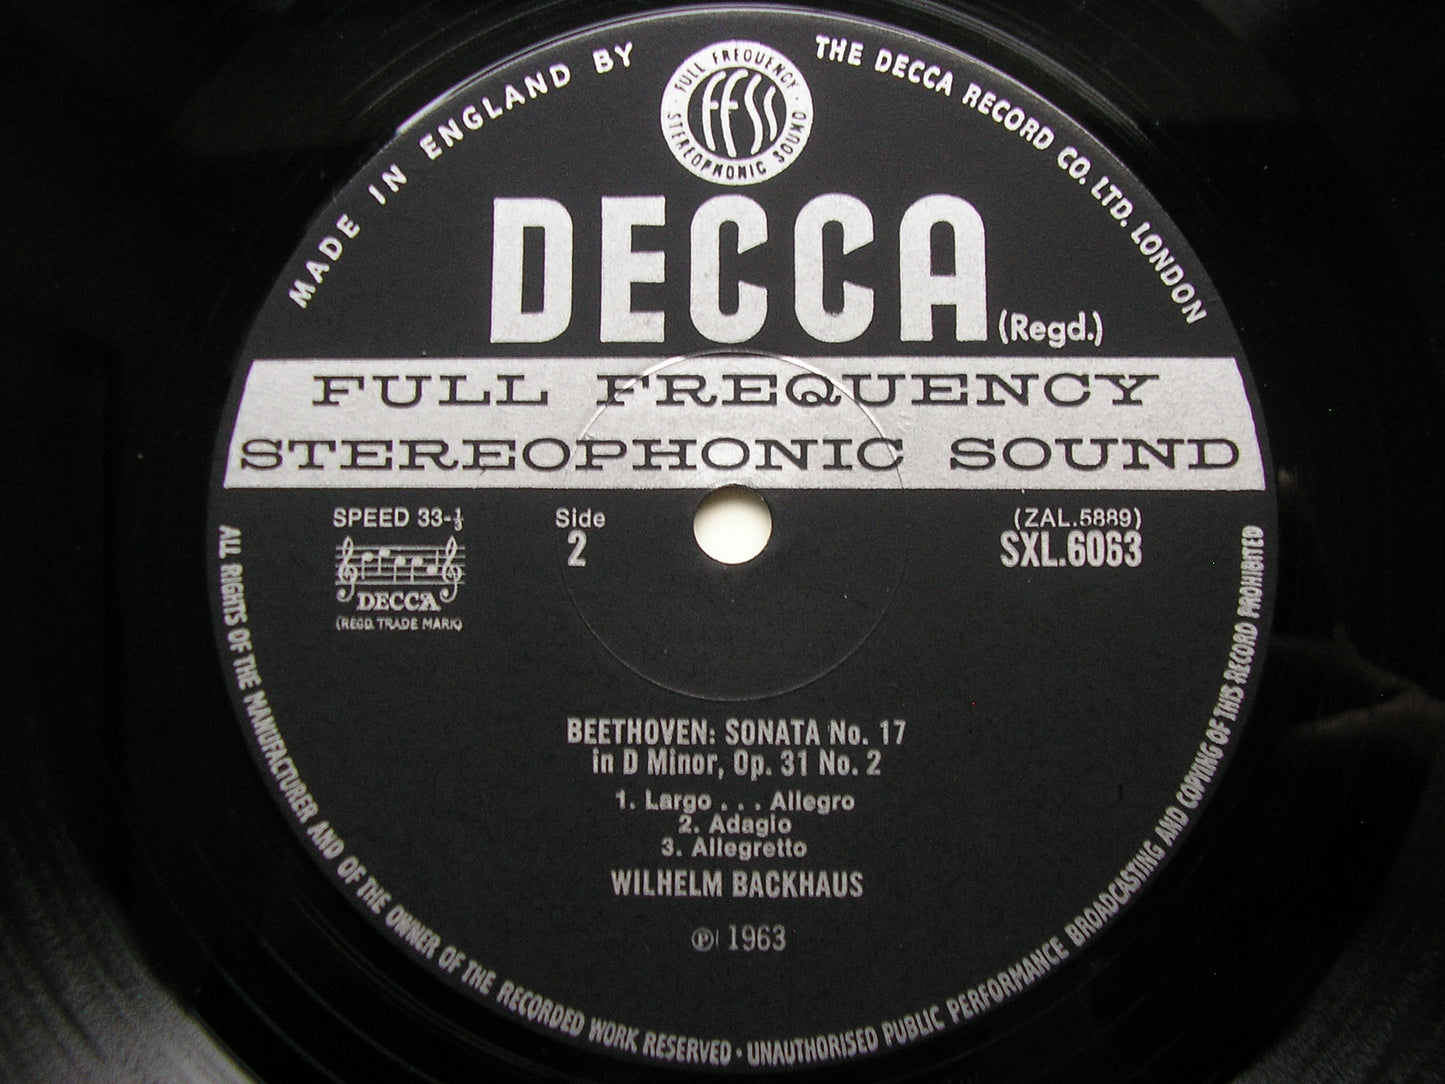 MADE IN ENGLAND BY
THE DECCA RECORD CO. LTD. LONDON
FULL FREQUENCY
FFSS
STEREOPHONIC SOUND
DECCA
(Regd.)
FULL FREQUENCY
STEREOPHONIC SOUND
SPEED 33-⅓
Side
2
(ZAL.5889)
SXL.6063
DECCA
(REGD. TRADE MARK)
BEETHOVEN: SONATA No. 17
in D Minor, Op. 31 No. 2
1. Largo . . . Allegro
2. Adagio
3. Allegretto
WILHELM BACKHAUS
℗ 1963
ALL RIGHTS OF THE MANUFACTURER AND OF THE OWNER OF THE RECORDED WORK RESERVED · UNAUTHORISED PUBLIC PERFORMANCE BROADCASTING AND COPYING OF THIS RECORD PROHIBITED